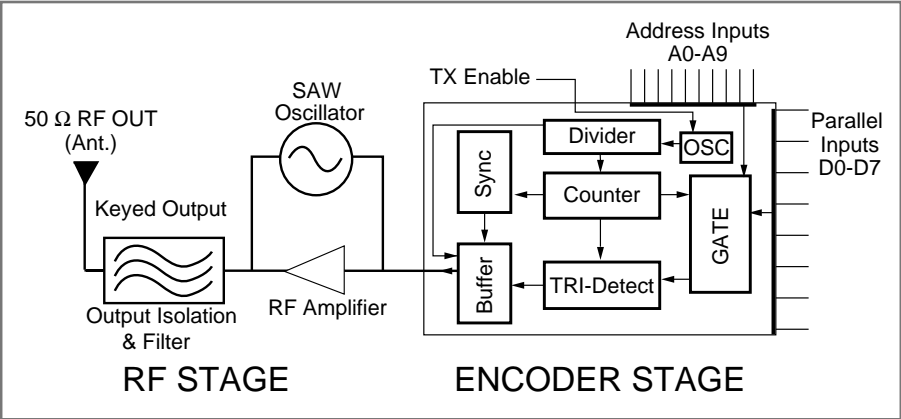 Address Inputs
A0-A9
TX Enable
SAW
Oscillator
50 Ω RF OUT
(Ant.)
Keyed Output
Output Isolation
& Filter
RF Amplifier
Divider
OSC
Sync
Counter
GATE
Buffer
TRI-Detect
Parallel
Inputs
D0-D7
RF STAGE
ENCODER STAGE